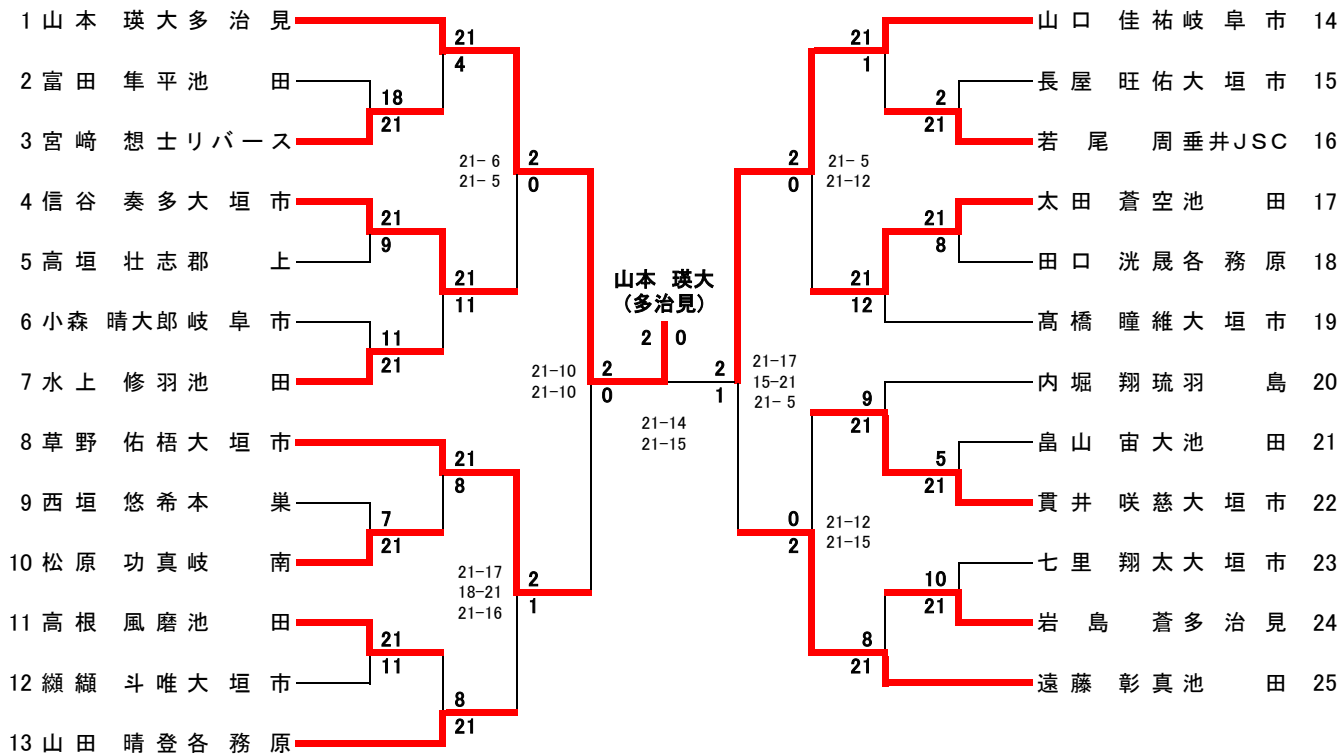 1 山本 瑛大 多治見
2 富田 隼平 池田
3 宮﨑 想士 リバース
4 信谷 奏多 大垣市
5 高垣 壮志 郡上
6 小森 晴大郎 岐阜市
7 水上 修羽 池田
8 草野 佑梧 大垣市
9 西垣 悠希 本巣
10 松原 功真 岐南
11 高根 風磨 池田
12 纐纈 斗唯 大垣市
13 山田 晴登 各務原
21
4
18
21
21
9
21
11
11
21
21
8
7
21
21
11
8
21
21- 6
21- 5
2
0
21-17
18-21
21-16
2
1
21-10
21-10
2
0
山本 瑛大
(多治見)
2 0
21-14
21-15
2
1
21-17
15-21
21- 5
2
0
21- 5
21-12
0
2
21-12
21-15
21
1
2
21
21
8
21
12
9
21
5
21
10
21
8
21
山口 佳祐 岐阜市 14
長屋 旺佑 大垣市 15
若尾 周 垂井JSC 16
太田 蒼空 池田 17
田口 洸晟 各務原 18
髙橋 瞳維 大垣市 19
内堀 翔琉 羽島 20
畠山 宙大 池田 21
貫井 咲慈 大垣市 22
七里 翔太 大垣市 23
岩島 蒼 多治見 24
遠藤 彰真 池田 25